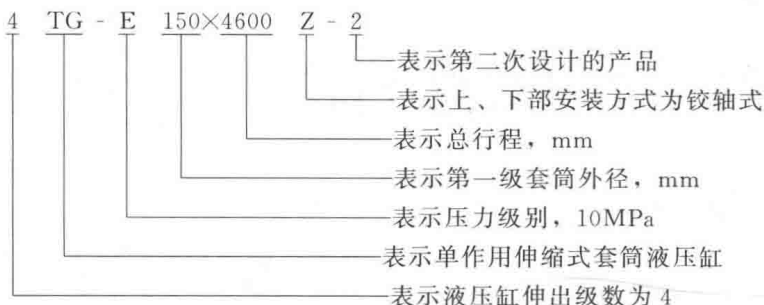 4 TG - E 150×4600 Z - 2
表示第二次设计的产品
表示上、下部安装方式为铰轴式
表示总行程，mm
表示第一级套筒外径，mm
表示压力级别，10MPa
表示单作用伸缩式套筒液压缸
表示液压缸伸出级数为 4